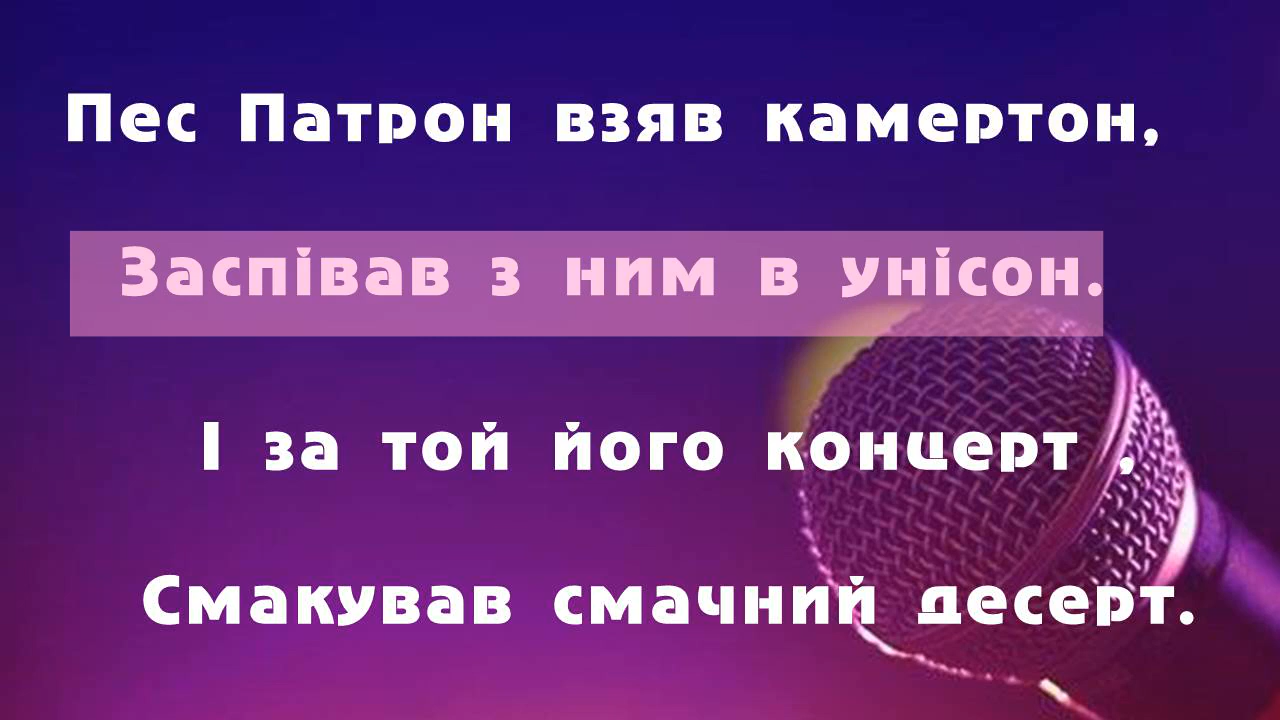 Пес Патрон взяв камертон,
Заспівав з ним в унісон.
І за той його концерт ,
Смакував смачний десерт.